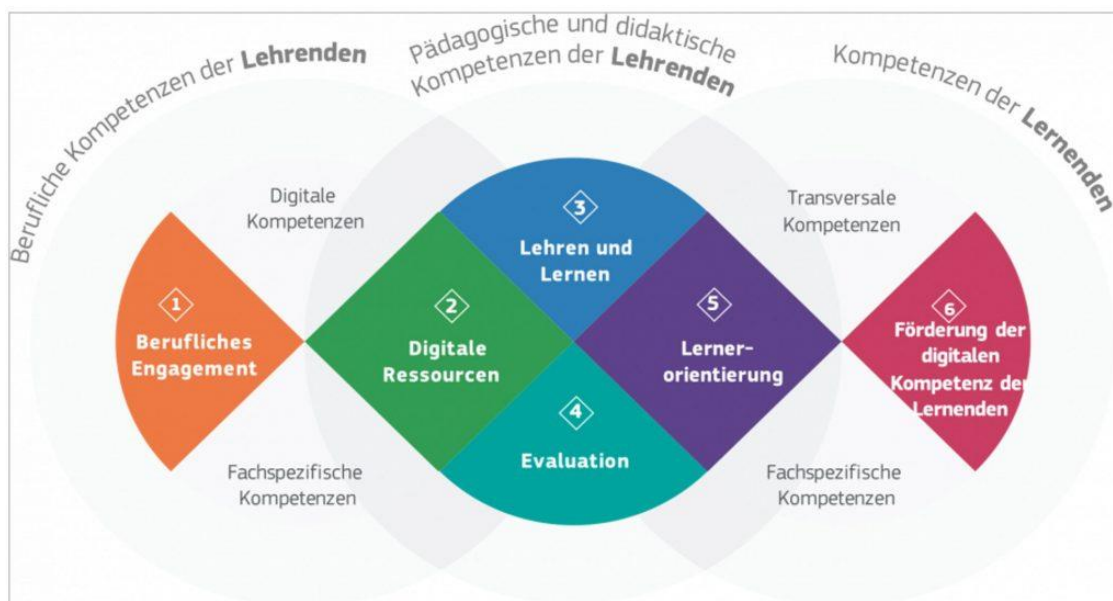 Berufliche Kompetenzen der Lehrenden
Pädagogische und didaktische
Kompetenzen der Lehrenden
Kompetenzen der Lernenden
Digitale
Kompetenzen
Transversale
Kompetenzen
1
Berufliches
Engagement
2
Digitale
Ressourcen
3
Lehren und
Lernen
4
Evaluation
5
Lerner-
orientierung
6
Förderung der
digitalen
Kompetenz der
Lernenden
Fachspezifische
Kompetenzen
Fachspezifische
Kompetenzen